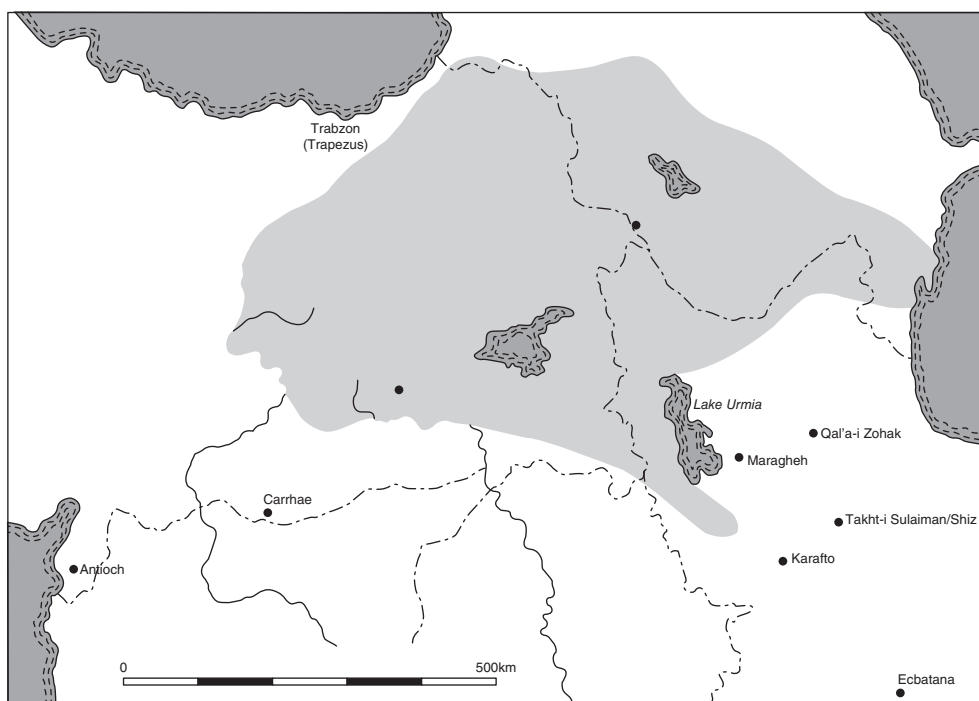 Trabzon
(Trapezus)
Lake Urmia
Qal'a-i Zohak
Maragheh
Carrhae
Takht-i Sulaiman/Shiz
Karafto
Antioch
0
500km
Ecbatana